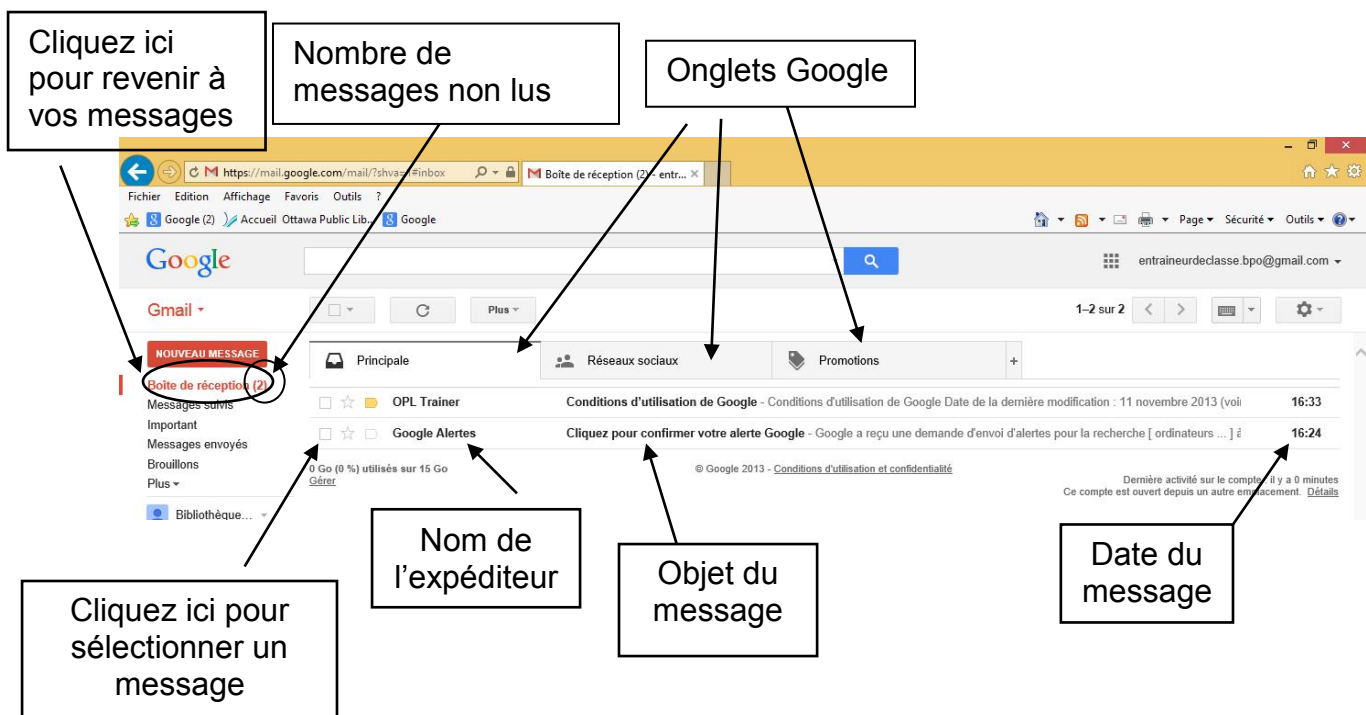 Cliquez ici
pour revenir à
vos messages
Nombre de
messages non lus
Onglets Google
https://mail.google.com/mail/?shva=1#inbox
Boîte de réception (2) - entr...
Fichier Edition Affichage Favoris Outils ?
Google (2) Accueil Ottawa Public Lib... Google
Page Sécurité Outils
Google
entraineurdeclasse.bpo@gmail.com
Gmail
Plus
1–2 sur 2
NOUVEAU MESSAGE
Principale Réseaux sociaux Promotions +
Boîte de réception (2)
Messages suivis
Important
Messages envoyés
Brouillons
Plus
Bibliothèque...
OPL Trainer Conditions d'utilisation de Google - Conditions d'utilisation de Google Date de la dernière modification : 11 novembre 2013 (voi 16:33
Google Alertes Cliquez pour confirmer votre alerte Google - Google a reçu une demande d'envoi d'alertes pour la recherche [ ordinateurs ... ] à 16:24
0 Go (0 %) utilisés sur 15 Go
Gérer
© Google 2013 - Conditions d'utilisation et confidentialité
Dernière activité sur le compte : il y a 0 minutes
Ce compte est ouvert depuis un autre emplacement. Détails
Nom de
l'expéditeur
Objet du
message
Date du
message
Cliquez ici pour
sélectionner un
message